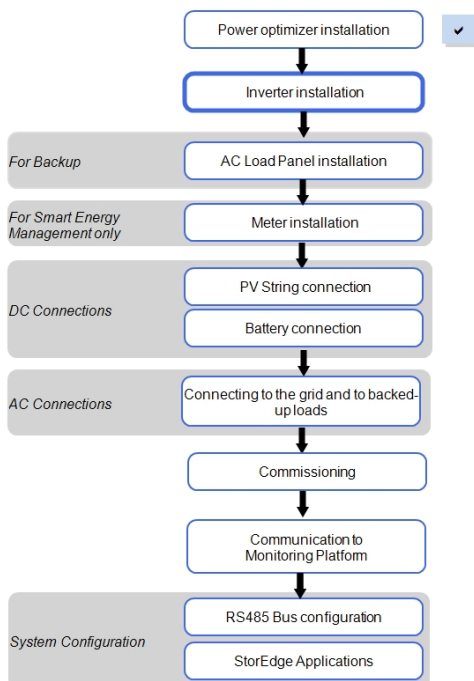 Power optimizer installation
Inverter installation
For Backup
AC Load Panel installation
For Smart Energy
Management only
Meter installation
DC Connections
PV String connection
Battery connection
AC Connections
Connecting to the grid and to backed-
up loads
Commissioning
Communication to
Monitoring Platform
System Configuration
RS485 Bus configuration
StorEdge Applications